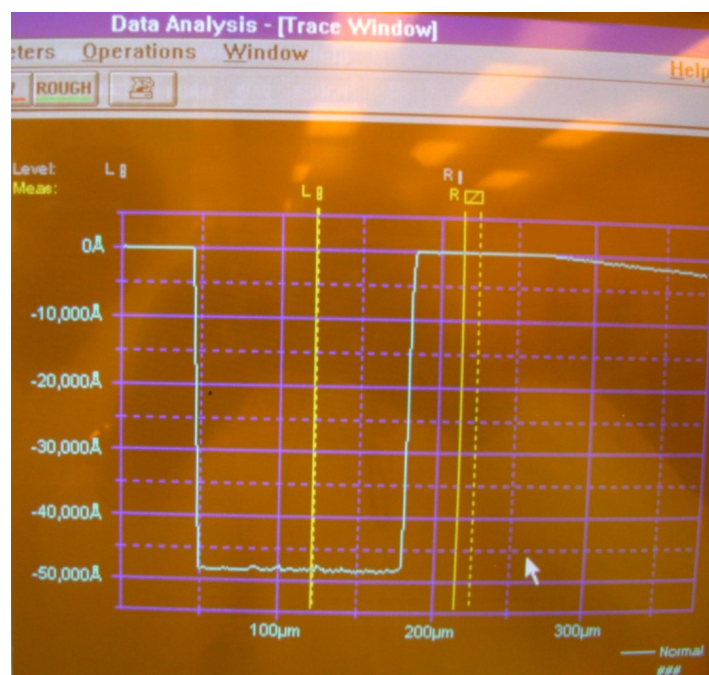 Data Analysis - [Trace Window]
eters Operations Window Help
ROUGH
Level: L R
Meas: L R
0Å
-10,000Å
-20,000Å
-30,000Å
-40,000Å
-50,000Å
100µm 200µm 300µm
Normal
###